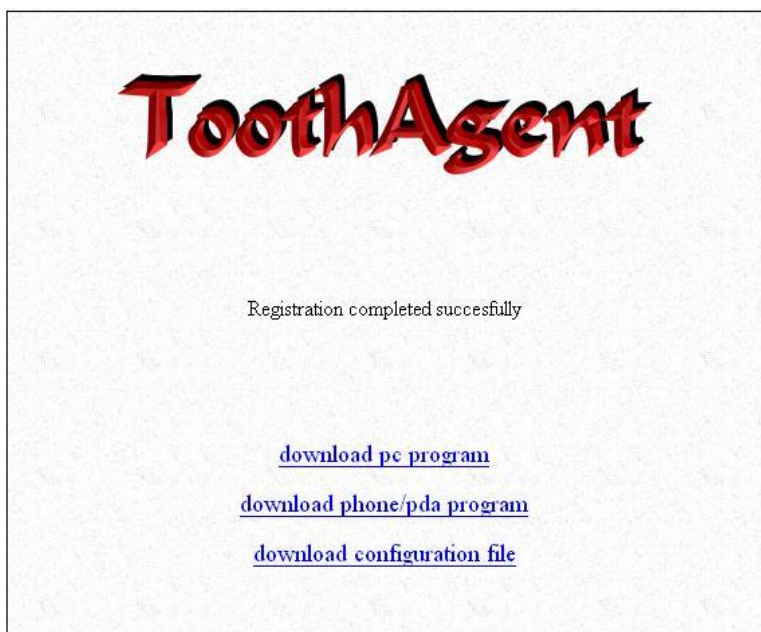 ToothAgent
Registration completed succesfully
download pc program
download phone/pda program
download configuration file